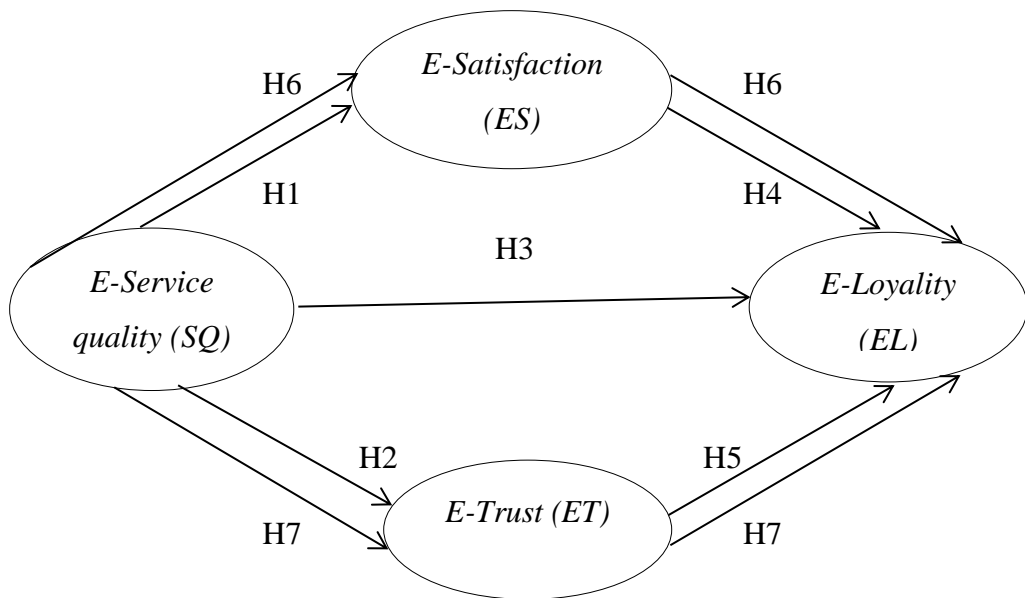 E-Satisfaction
(ES)
H6
H6
H1
H4
H3
E-Service
quality (SQ)
E-Loyality
(EL)
H2
H5
E-Trust (ET)
H7
H7